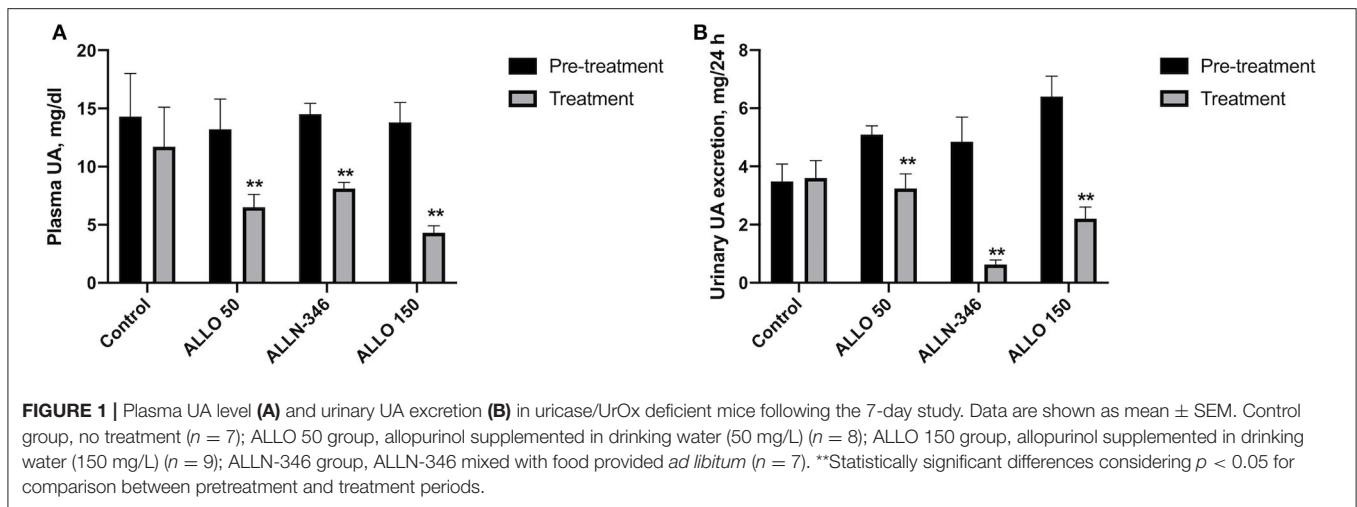 A
20
15
10
5
0
Plasma UA, mg/dl
Pre-treatment
Treatment
**
**
**
Control
ALLO 50
ALLN-346
ALLO 150
B
8
6
4
2
0
Urinary UA excretion, mg/24 h
Pre-treatment
Treatment
**
**
**
Control
ALLO 50
ALLN-346
ALLO 150
FIGURE 1 | Plasma UA level (A) and urinary UA excretion (B) in uricase/UrOx deficient mice following the 7-day study. Data are shown as mean ± SEM. Control
group, no treatment (n = 7); ALLO 50 group, allopurinol supplemented in drinking water (50 mg/L) (n = 8); ALLO 150 group, allopurinol supplemented in drinking
water (150 mg/L) (n = 9); ALLN-346 group, ALLN-346 mixed with food provided ad libitum (n = 7). **Statistically significant differences considering p < 0.05 for
comparison between pretreatment and treatment periods.